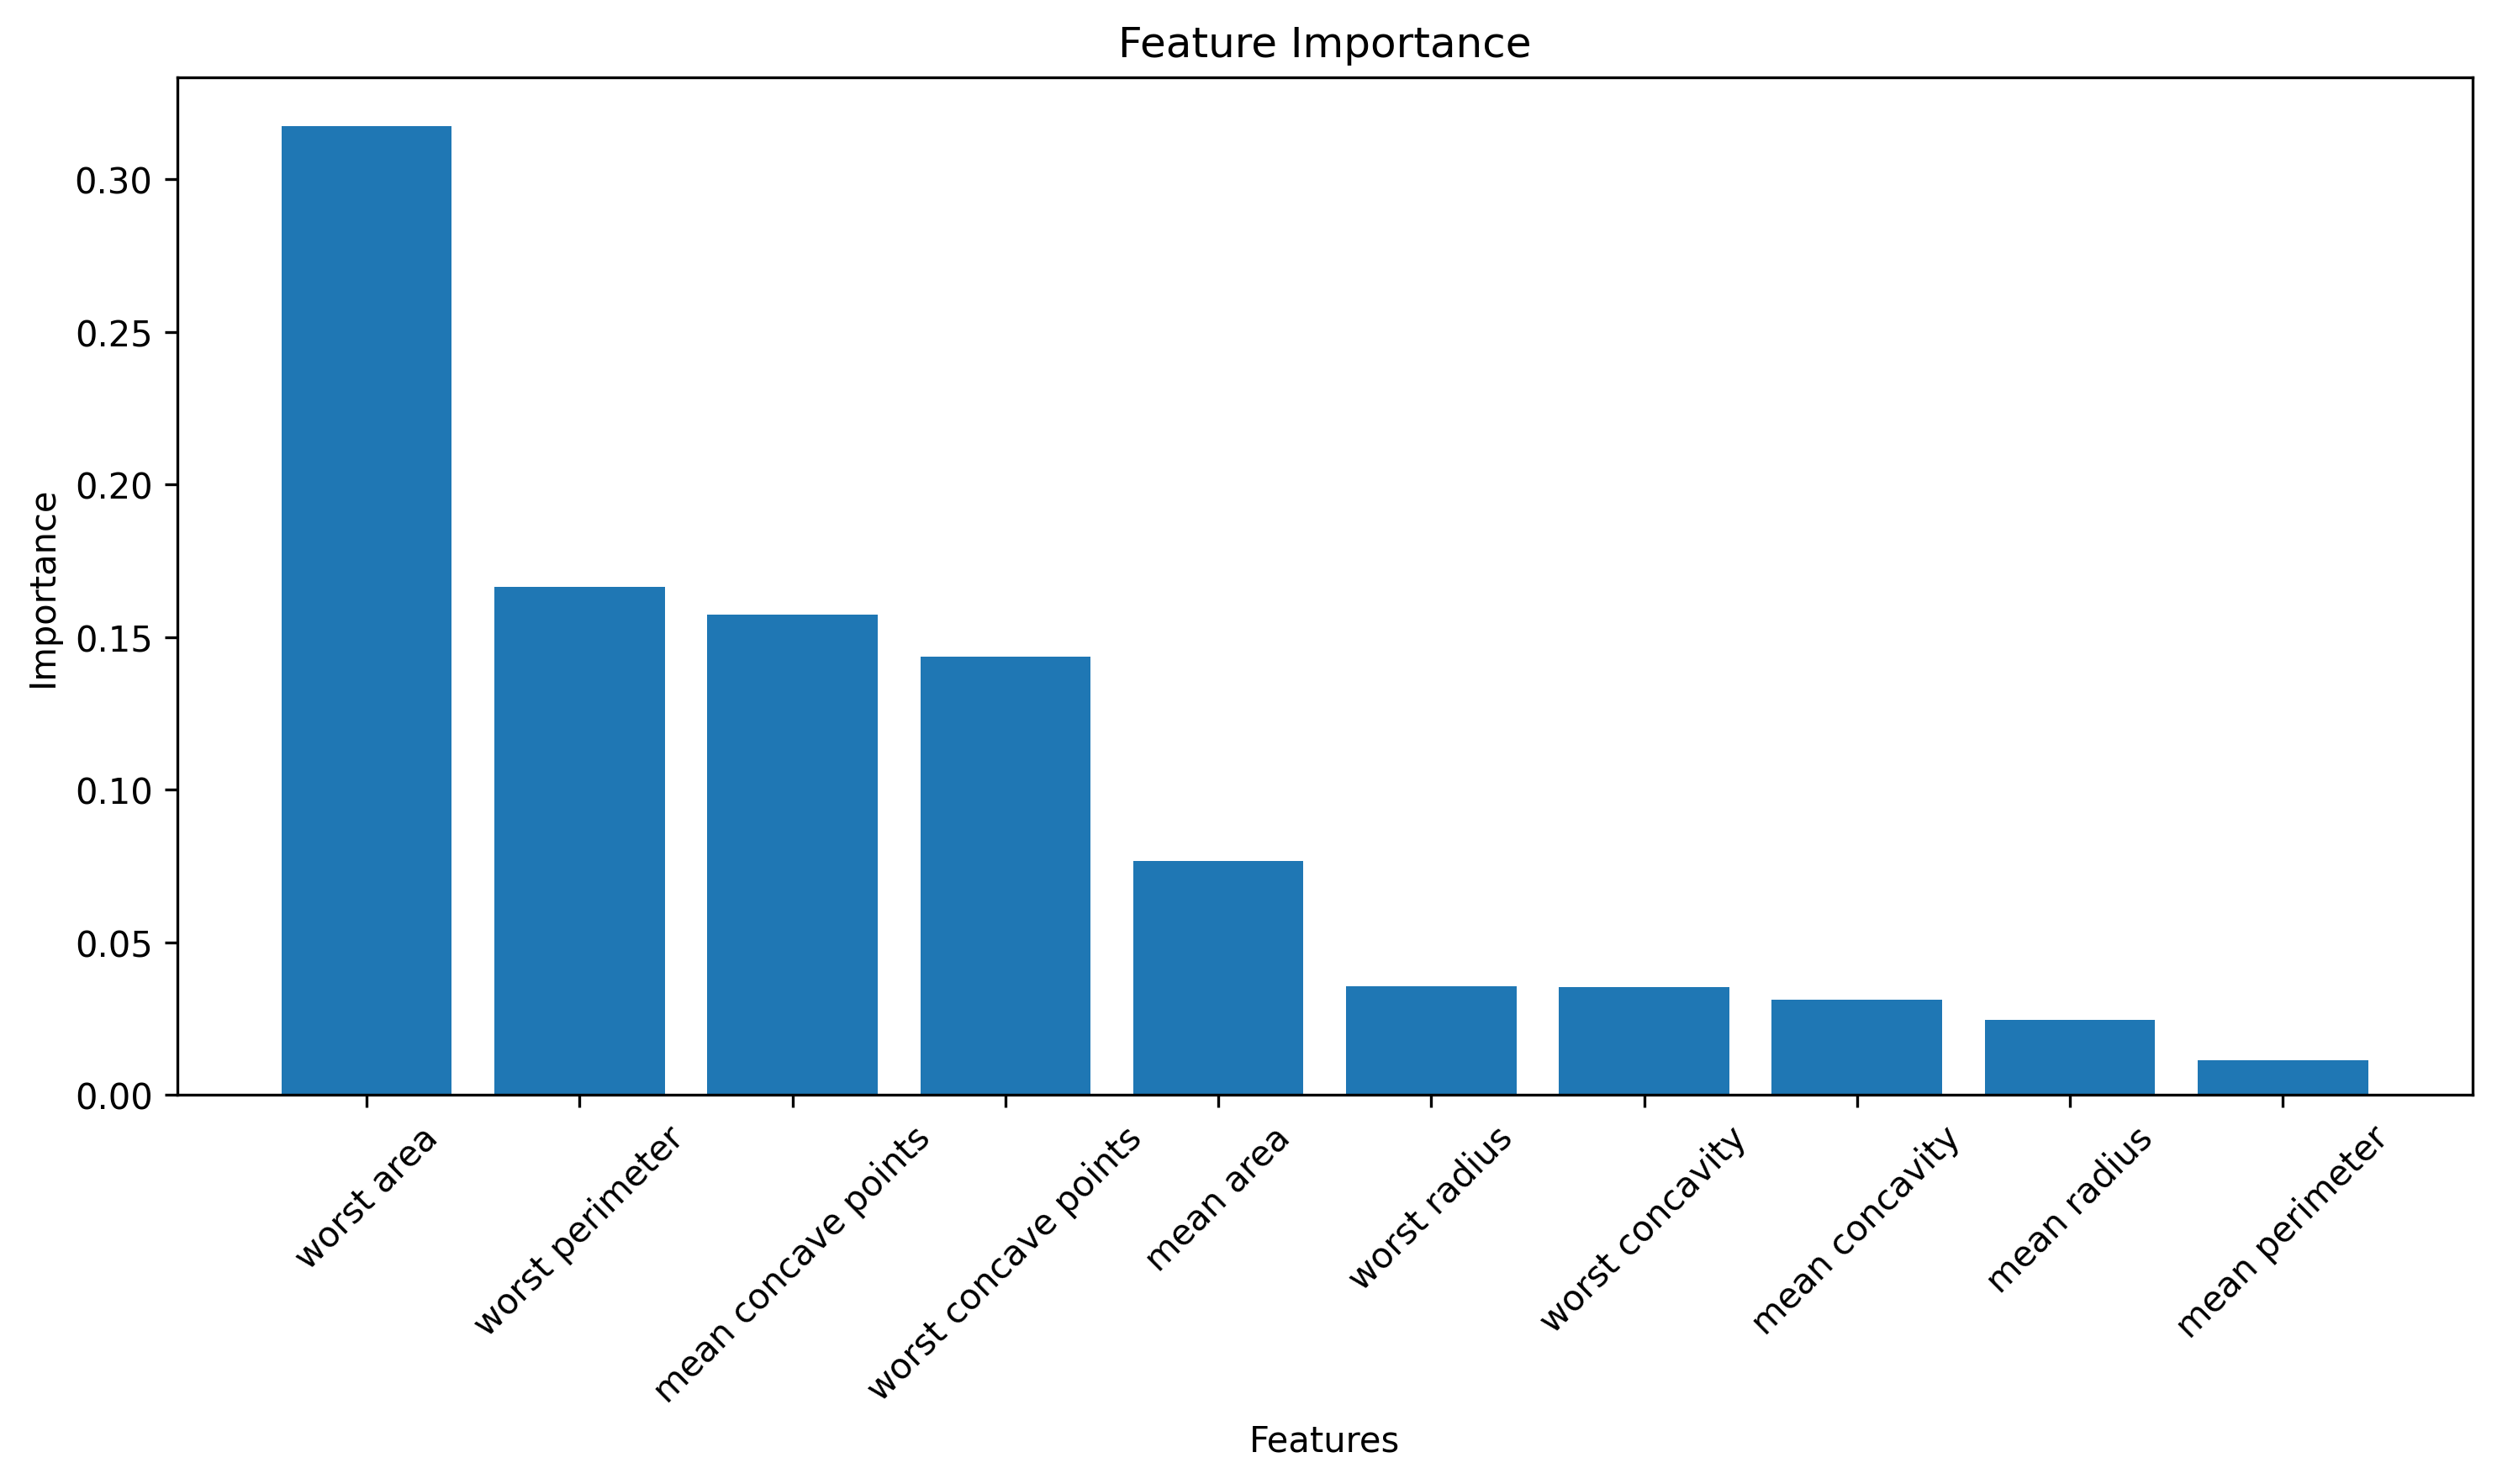 Feature Importance
Importance
0.30
0.25
0.20
0.15
0.10
0.05
0.00
worst area
worst perimeter
mean concave points
worst concave points
mean area
worst radius
worst concavity
mean concavity
mean radius
mean perimeter
Features